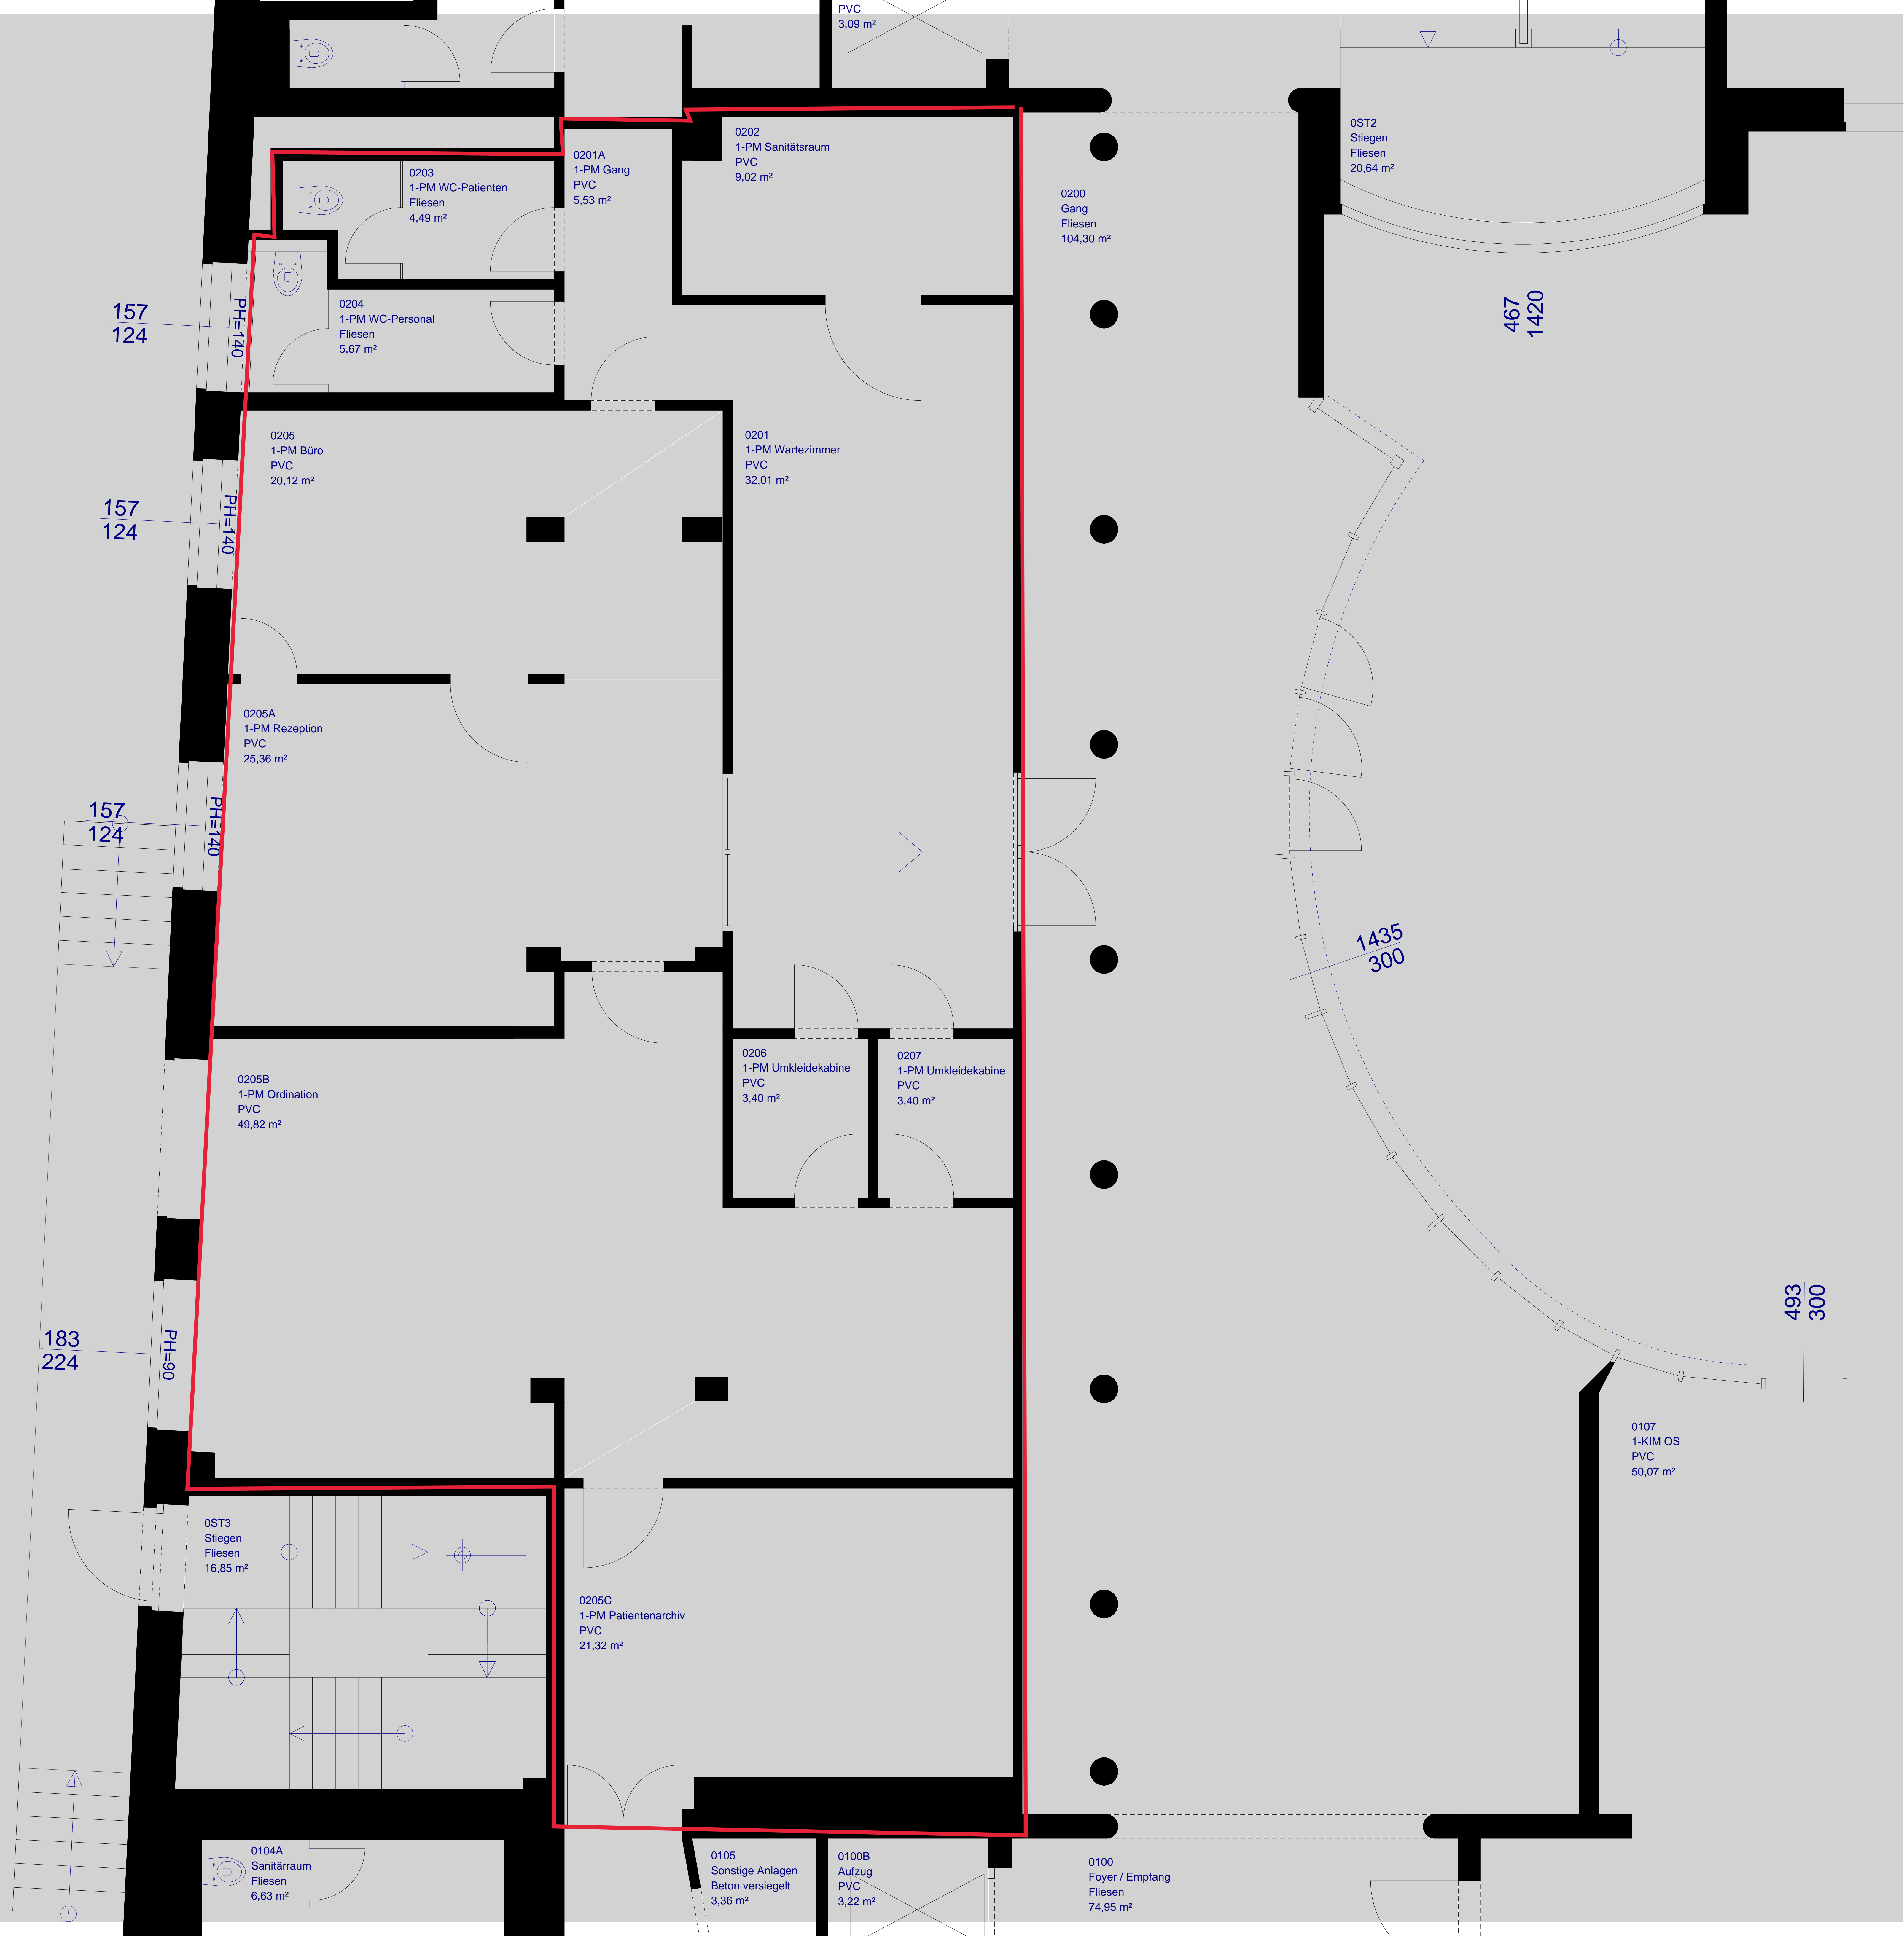 PVC
3,09 m²
0ST2
Stiegen
Fliesen
20,64 m²
0202
1-PM Sanitätsraum
PVC
9,02 m²
0201A
1-PM Gang
PVC
5,53 m²
0203
1-PM WC-Patienten
Fliesen
4,49 m²
0200
Gang
Fliesen
104,30 m²
467
1420
157
124
PH=140
0204
1-PM WC-Personal
Fliesen
5,67 m²
0205
1-PM Büro
PVC
20,12 m²
0201
1-PM Wartezimmer
PVC
32,01 m²
157
124
PH=140
0205A
1-PM Rezeption
PVC
25,36 m²
157
124
PH=140
1435
300
0205B
1-PM Ordination
PVC
49,82 m²
0206
1-PM Umkleidekabine
PVC
3,40 m²
0207
1-PM Umkleidekabine
PVC
3,40 m²
183
224
PH=90
493
300
0107
1-KIM OS
PVC
50,07 m²
0ST3
Stiegen
Fliesen
16,85 m²
0205C
1-PM Patientenarchiv
PVC
21,32 m²
0104A
Sanitärraum
Fliesen
6,63 m²
0105
Sonstige Anlagen
Beton versiegelt
3,36 m²
0100B
Aufzug
PVC
3,22 m²
0100
Foyer / Empfang
Fliesen
74,95 m²